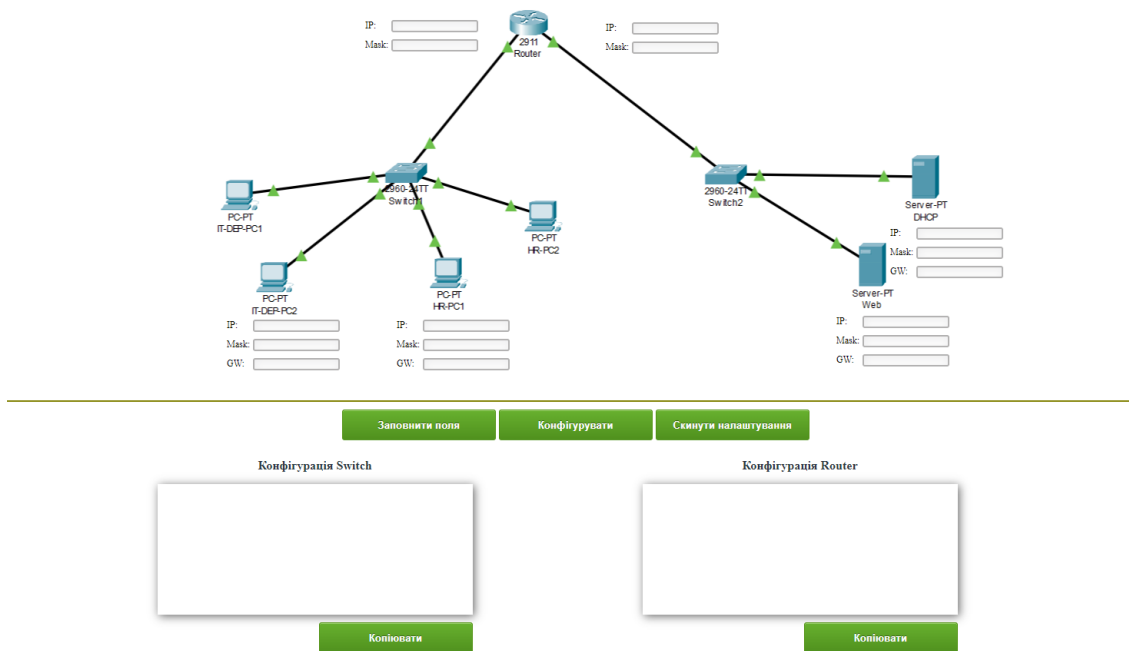 IP:
Mask:
2911
Router
IP:
Mask:
2960-24TT
Switch1
PC-PT
IT-DEP-PC1
PC-PT
HR-PC2
PC-PT
IT-DEP-PC2
PC-PT
HR-PC1
2960-24TT
Switch2
Server-PT
DHCP
IP:
Mask:
GW:
Server-PT
Web
IP:
Mask:
GW:
IP:
Mask:
GW:
IP:
Mask:
GW:
Заповнити поля
Конфігурувати
Скинути налаштування
Конфігурація Switch
Конфігурація Router
Копіювати
Копіювати